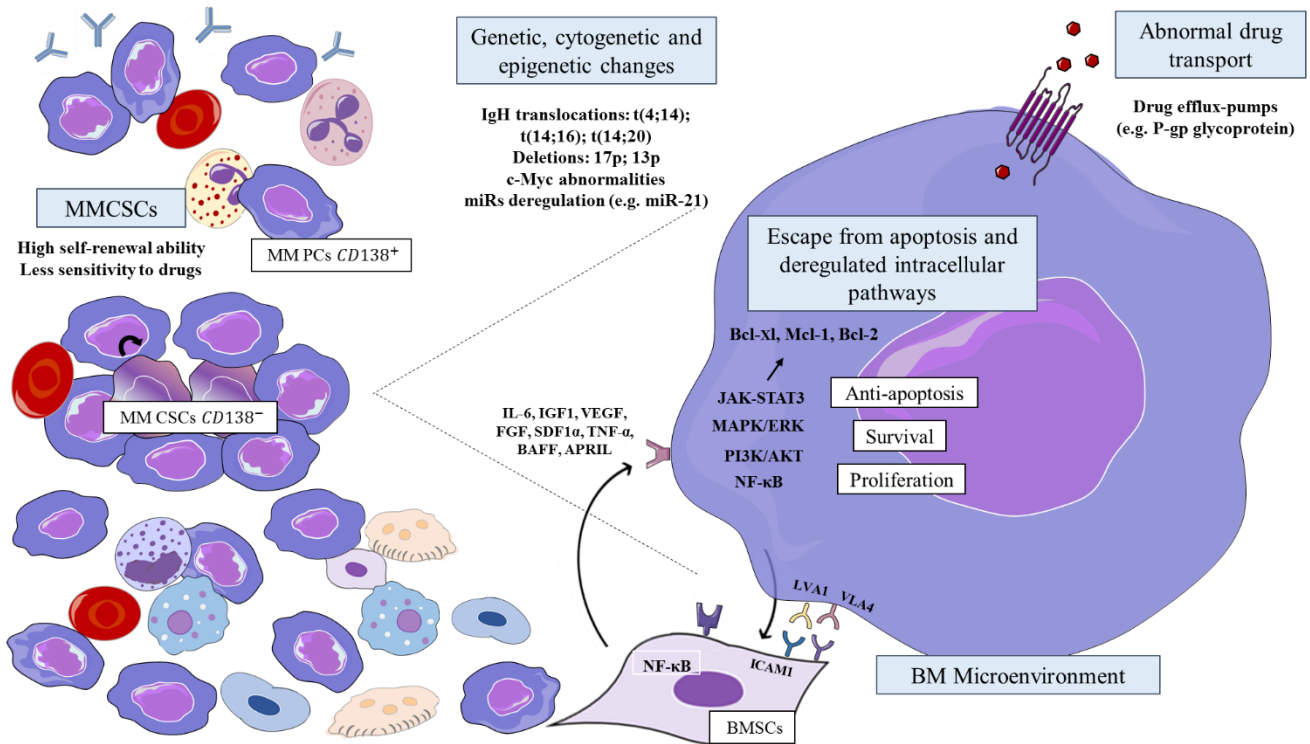 Genetic, cytogenetic and
epigenetic changes
IgH translocations: t(4;14);
t(14;16); t(14;20)
Deletions: 17p; 13p
c-Myc abnormalities
miRs deregulation (e.g. miR-21)
Abnormal drug
transport
Drug efflux-pumps
(e.g. P-gp glycoprotein)
MMCSCs
High self-renewal ability
Less sensitivity to drugs
MM PCs CD138⁺
MM CSCs CD138⁻
Escape from apoptosis and
deregulated intracellular
pathways
Bcl-xl, Mcl-1, Bcl-2
JAK-STAT3
MAPK/ERK
PI3K/AKT
NF-κB
Anti-apoptosis
Survival
Proliferation
IL-6, IGF1, VEGF,
FGF, SDF1α, TNF-α,
BAFF, APRIL
LVA1
VLA4
ICAM1
NF-κB
BMSCs
BM Microenvironment